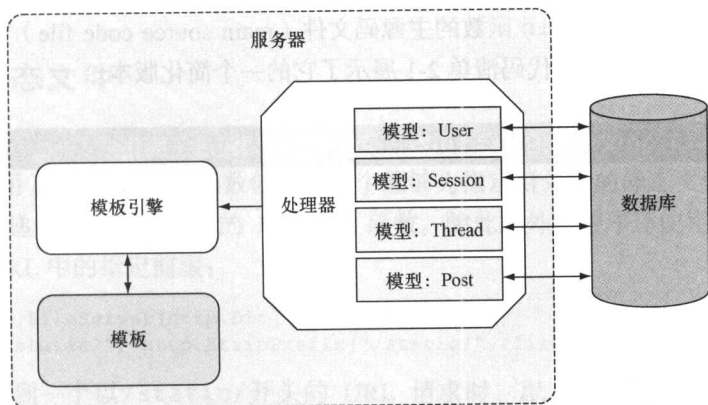 服务器
模型：User
模型：Session
模型：Thread
模型：Post
处理器
模板引擎
模板
数据库